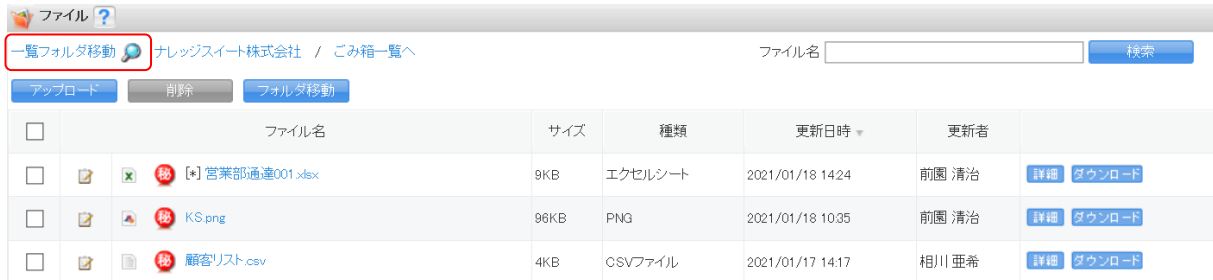 ファイル ?
一覧フォルダ移動 ナレッジスイート株式会社 / ごみ箱一覧へ ファイル名 検索
アップロード 削除 フォルダ移動
ファイル名 サイズ 種類 更新日時 更新者
秘 [*] 営業部通達001.xlsx 9KB エクセルシート 2021/01/18 14:24 前園 清治 詳細 ダウンロード
秘 KS.png 96KB PNG 2021/01/18 10:35 前園 清治 詳細 ダウンロード
秘 顧客リスト.csv 4KB CSVファイル 2021/01/17 14:17 相川 亜希 詳細 ダウンロード